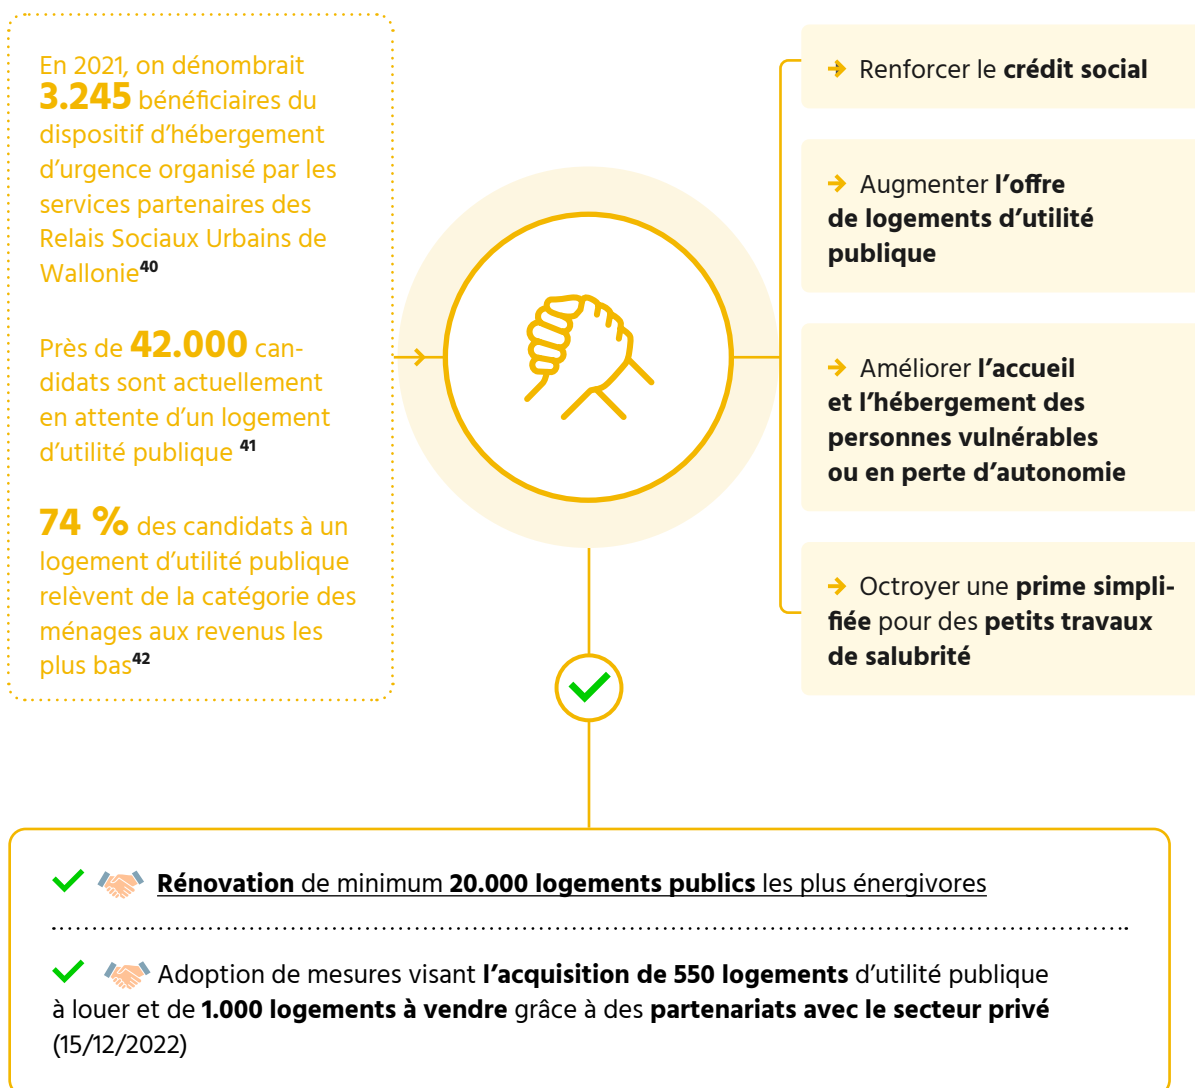 En 2021, on dénombrait
3.245 bénéficiaires du
dispositif d’hébergement
d’urgence organisé par les
services partenaires des
Relais Sociaux Urbains de
Wallonie40
Près de 42.000 can-
didats sont actuellement
en attente d’un logement
d’utilité publique 41
74 % des candidats à un
logement d’utilité publique
relèvent de la catégorie des
ménages aux revenus les
plus bas42
→ Renforcer le crédit social
→ Augmenter l’offre
de logements d’utilité
publique
→ Améliorer l’accueil
et l’hébergement des
personnes vulnérables
ou en perte d’autonomie
→ Octroyer une prime simpli-
fiée pour des petits travaux
de salubrité
Rénovation de minimum 20.000 logements publics les plus énergivores
Adoption de mesures visant l’acquisition de 550 logements d’utilité publique
à louer et de 1.000 logements à vendre grâce à des partenariats avec le secteur privé
(15/12/2022)